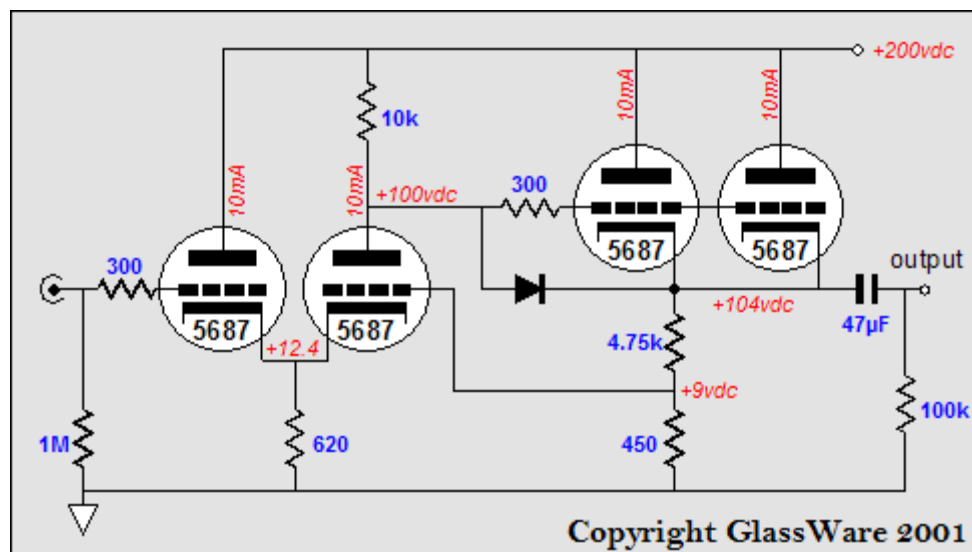 +200vdc
10mA
10k
10mA
10mA
10mA
+100vdc
300
300
5687
5687
5687
5687
output
+12.4
+104vdc
47µF
4.75k
+9vdc
1M
620
450
100k
Copyright GlassWare 2001